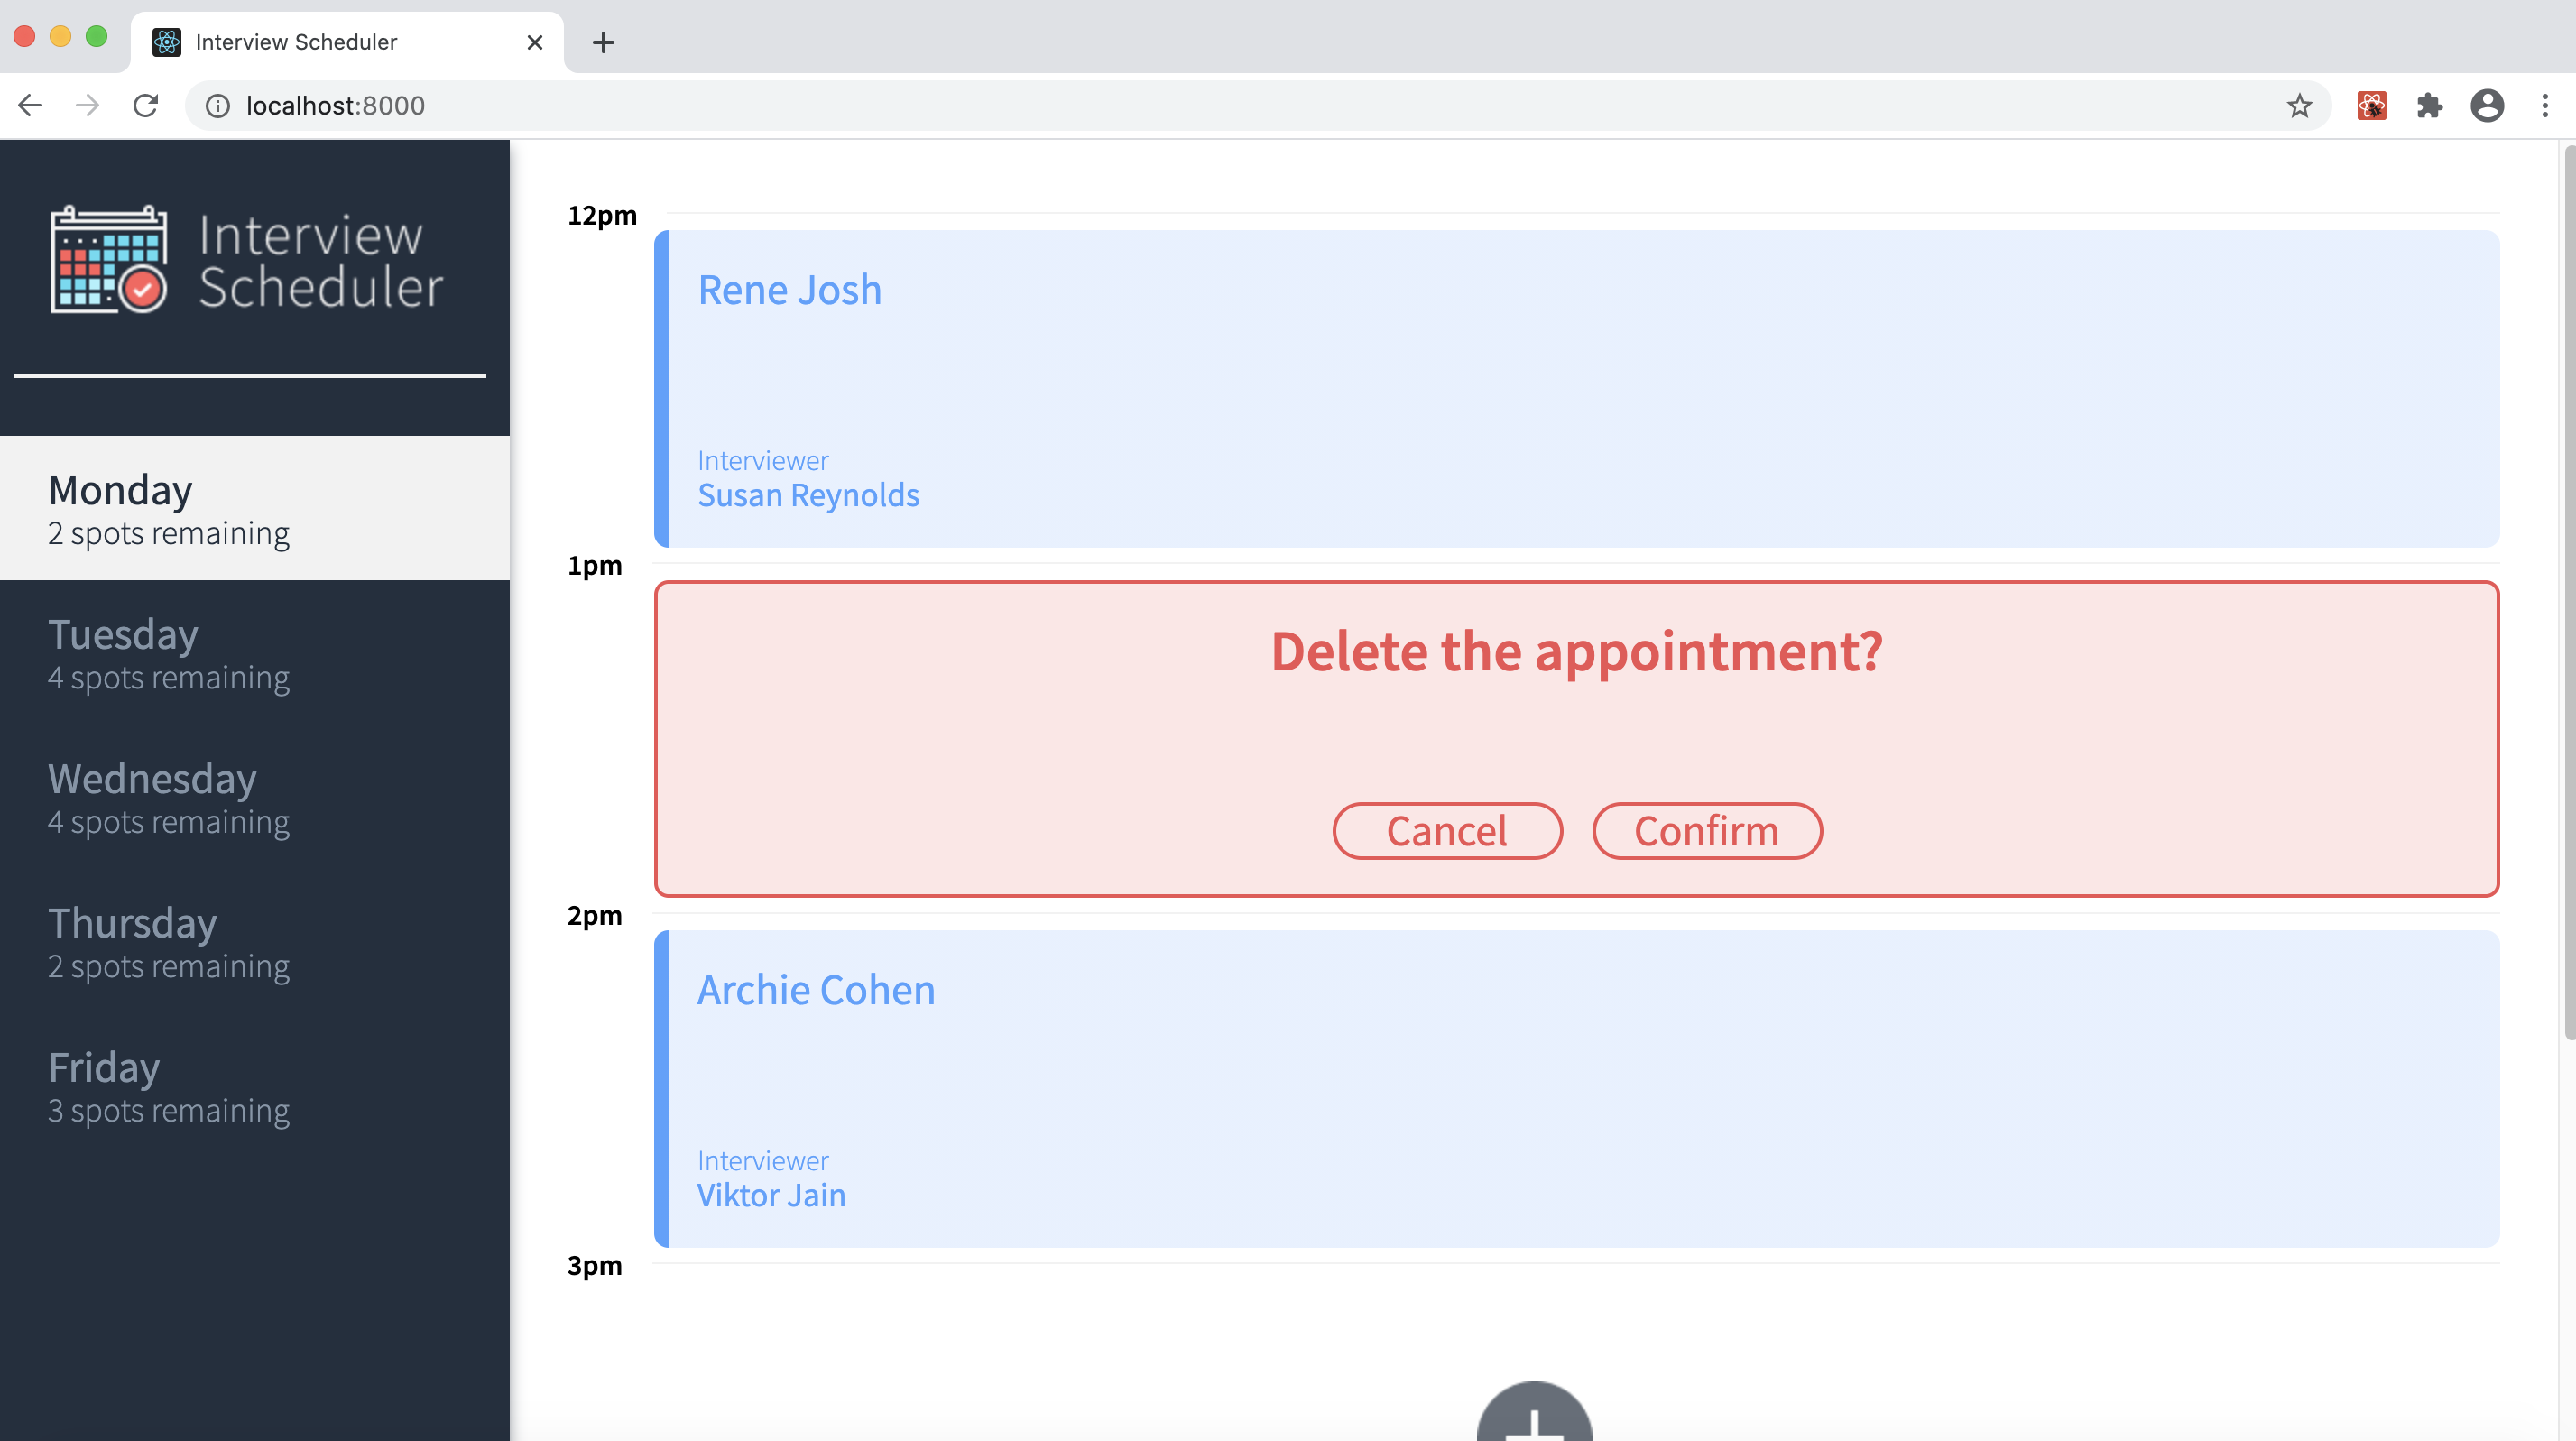 Interview Scheduler
localhost:8000
Interview
Scheduler
Monday
2 spots remaining
Tuesday
4 spots remaining
Wednesday
4 spots remaining
Thursday
2 spots remaining
Friday
3 spots remaining
12pm
Rene Josh
Interviewer
Susan Reynolds
1pm
Delete the appointment?
Cancel Confirm
2pm
Archie Cohen
Interviewer
Viktor Jain
3pm